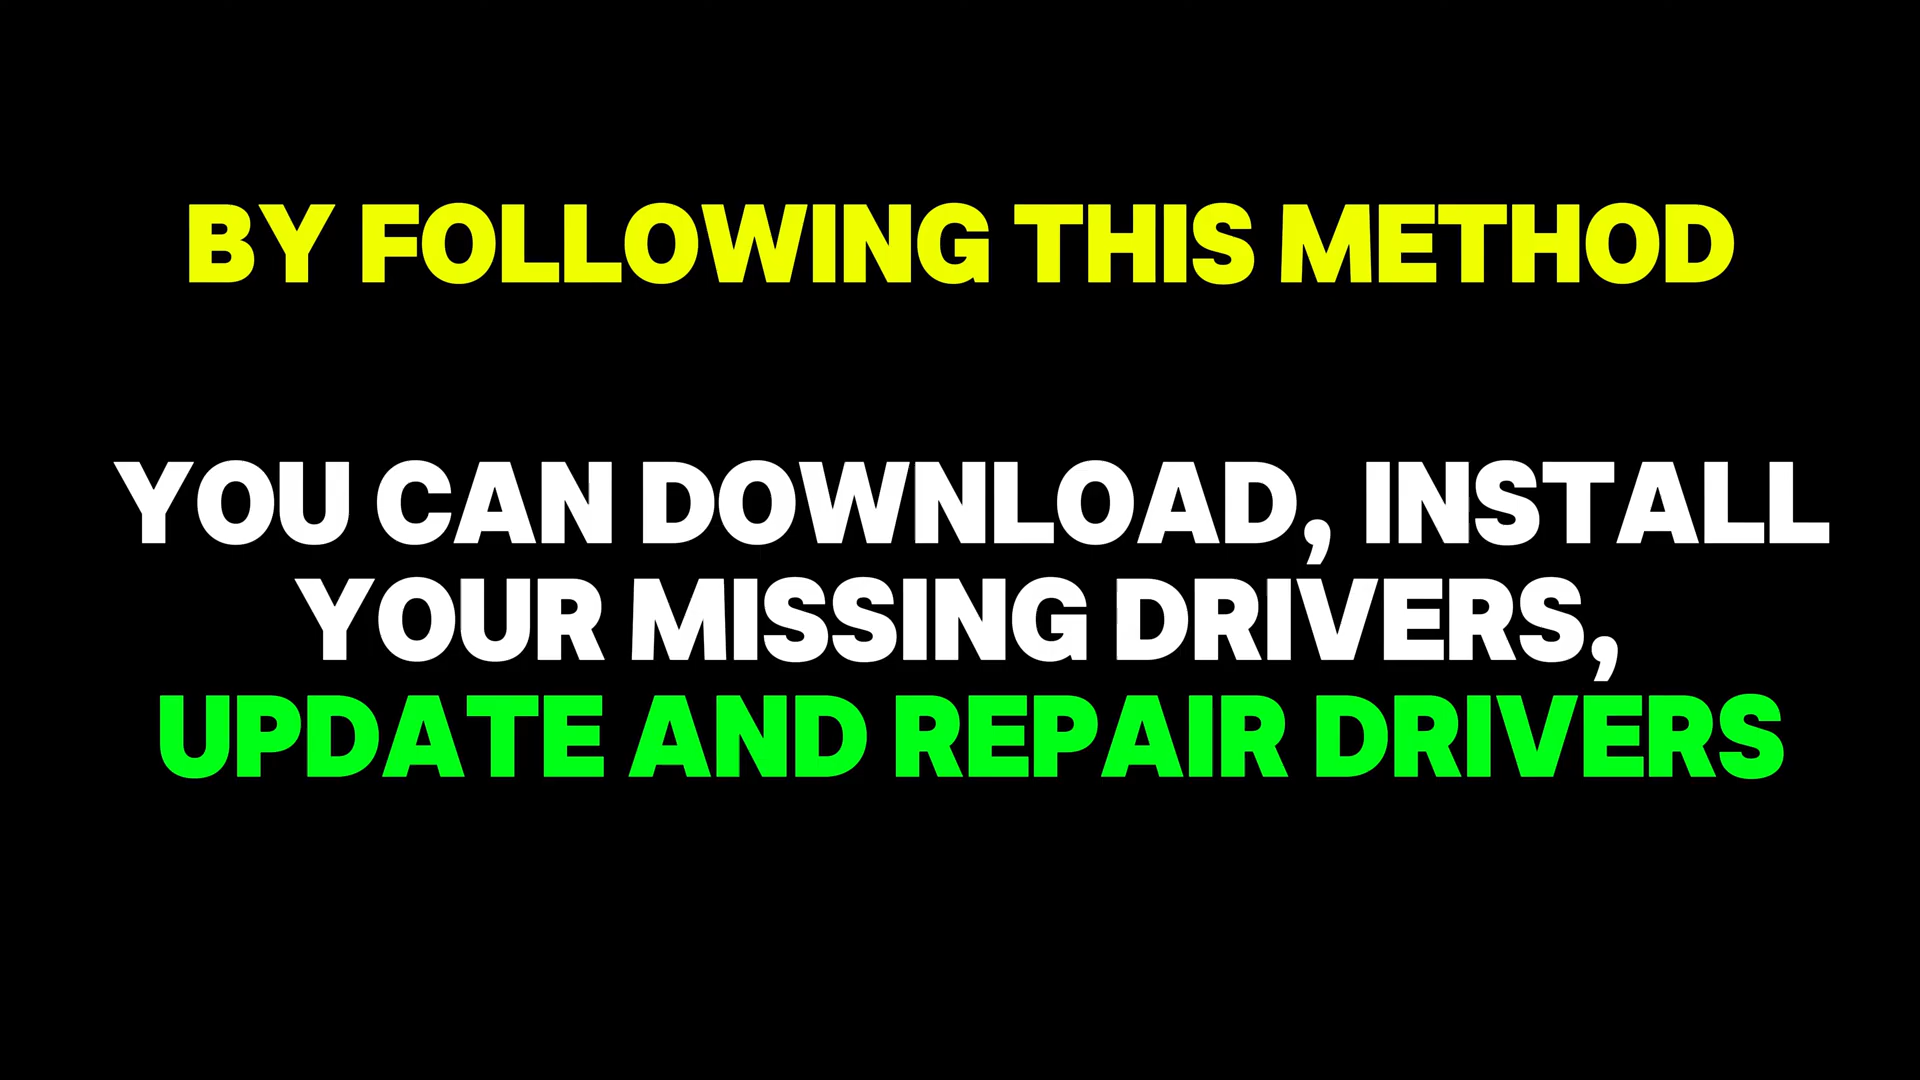 BY FOLLOWING THIS METHOD
YOU CAN DOWNLOAD, INSTALL
YOUR MISSING DRIVERS,
UPDATE AND REPAIR DRIVERS